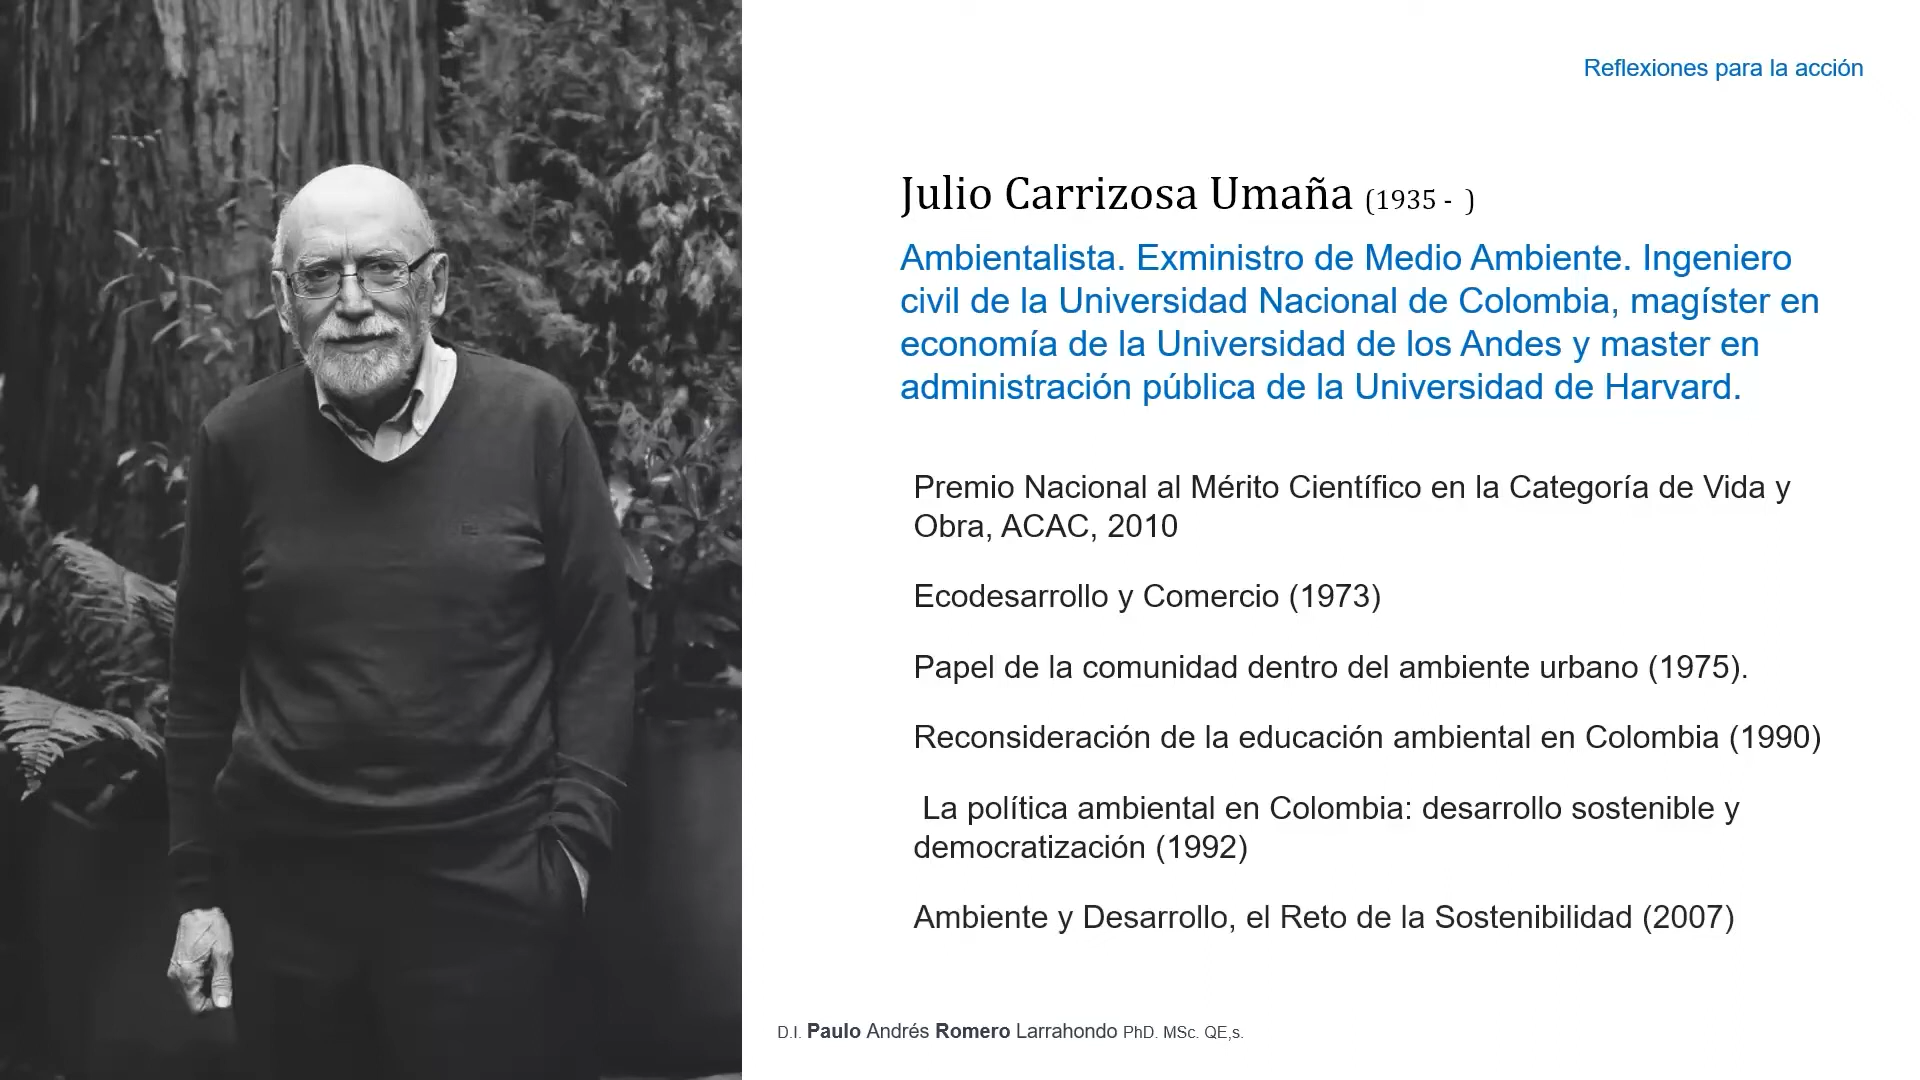 Reflexiones para la acción
Julio Carrizosa Umaña (1935 - )
Ambientalista. Exministro de Medio Ambiente. Ingeniero
civil de la Universidad Nacional de Colombia, magíster en
economía de la Universidad de los Andes y master en
administración pública de la Universidad de Harvard.
Premio Nacional al Mérito Científico en la Categoría de Vida y
Obra, ACAC, 2010
Ecodesarrollo y Comercio (1973)
Papel de la comunidad dentro del ambiente urbano (1975).
Reconsideración de la educación ambiental en Colombia (1990)
La política ambiental en Colombia: desarrollo sostenible y
democratización (1992)
Ambiente y Desarrollo, el Reto de la Sostenibilidad (2007)
D.I. Paulo Andrés Romero Larrahondo PhD. MSc. QE,s.